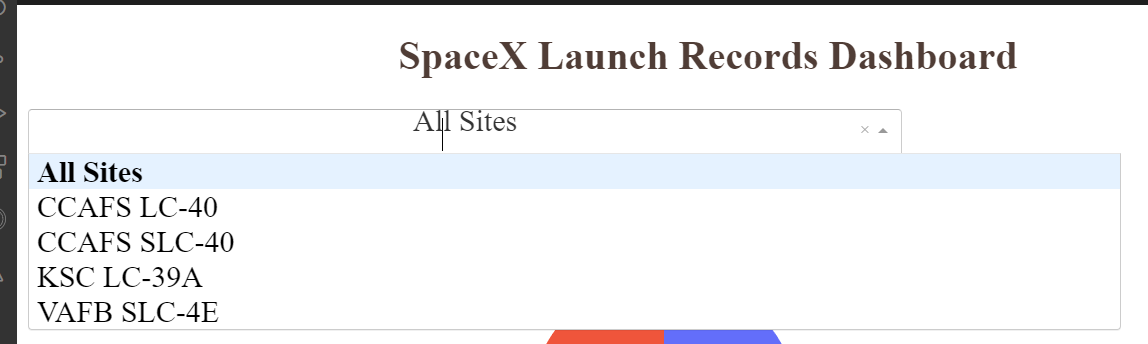 SpaceX Launch Records Dashboard
All Sites
All Sites
CCAFS LC-40
CCAFS SLC-40
KSC LC-39A
VAFB SLC-4E